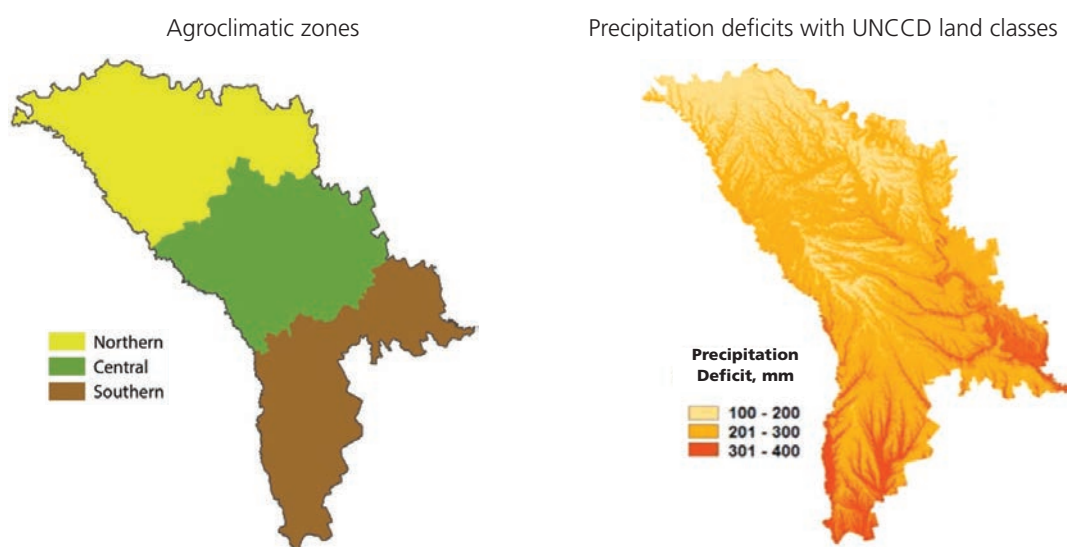 Agroclimatic zones
Northern
Central
Southern
Precipitation deficits with UNCCD land classes
Precipitation
Deficit, mm
100 - 200
201 - 300
301 - 400